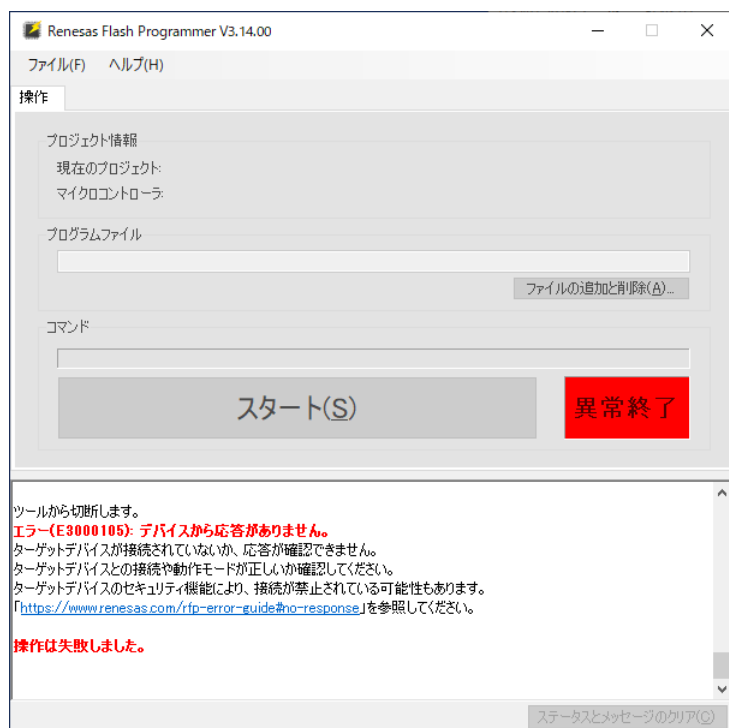 Renesas Flash Programmer V3.14.00
ファイル(F) ヘルプ(H)
操作
プロジェクト情報
現在のプロジェクト:
マイクロコントローラ:
プログラムファイル
ファイルの追加と削除(A)...
コマンド
スタート(S)
異常終了
ツールから切断します。
エラー(E3000105): デバイスから応答がありません。
ターゲットデバイスが接続されていないか、応答が確認できません。
ターゲットデバイスとの接続や動作モードが正しいか確認してください。
ターゲットデバイスのセキュリティ機能により、接続が禁止されている可能性もあります。
「https://www.renesas.com/rfp-error-guide#no-response」を参照してください。
操作は失敗しました。
ステータスとメッセージのクリア(C)